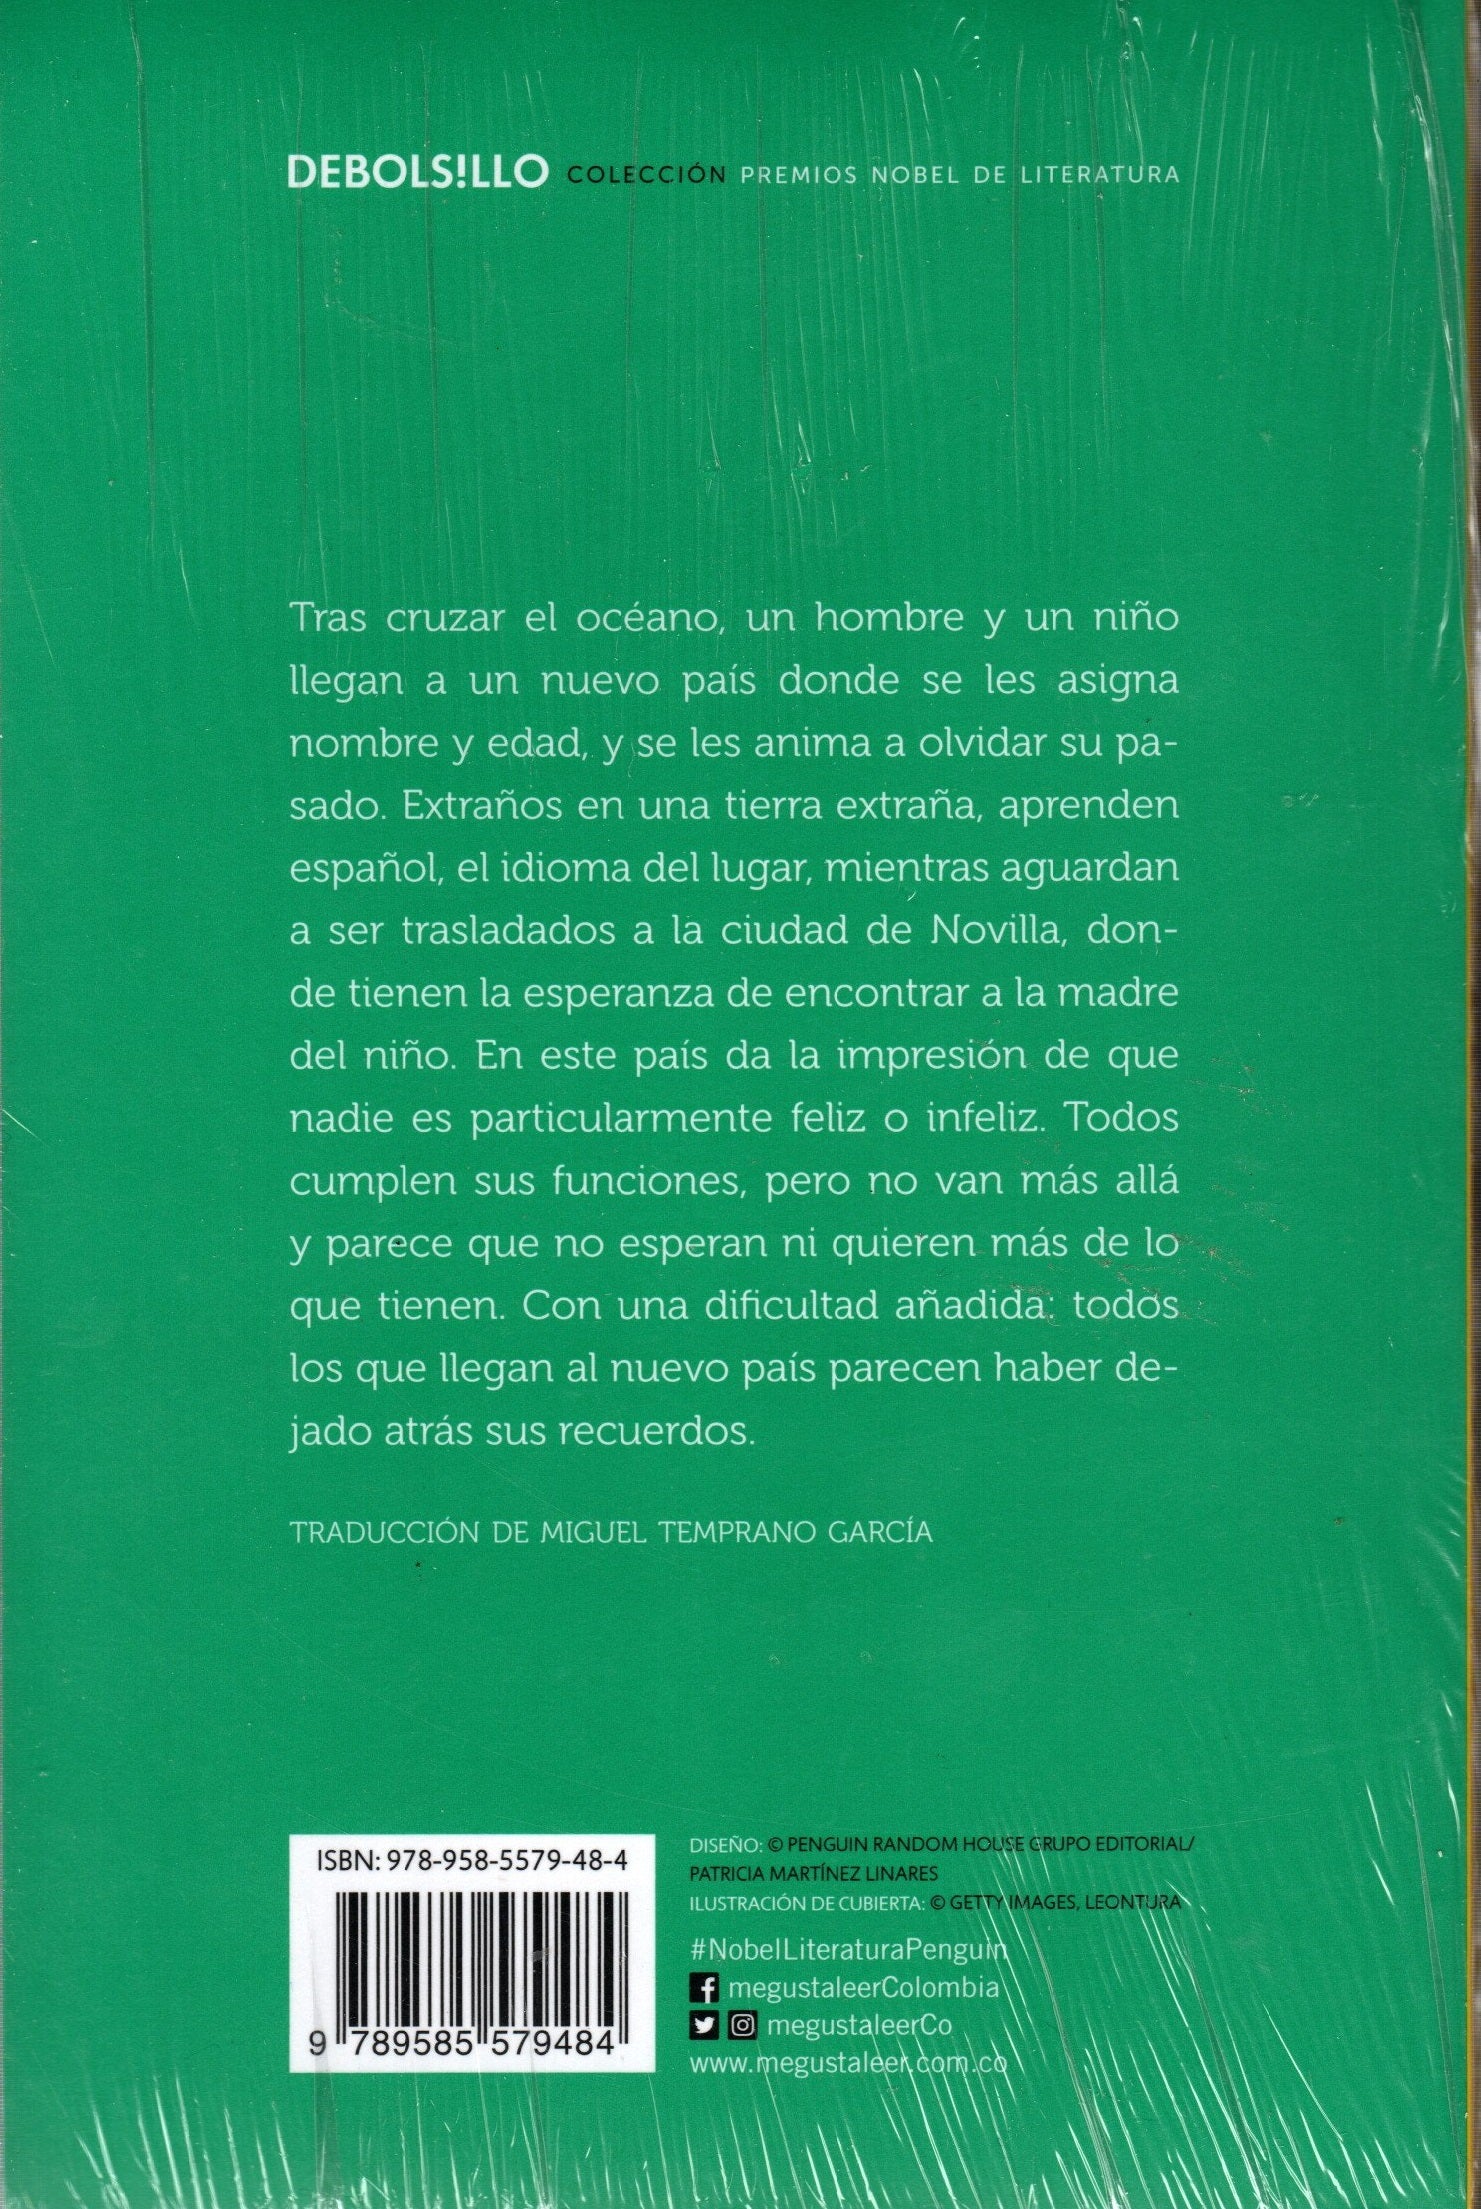 DEBOLS!LLO COLECCIÓN PREMIOS NOBEL DE LITERATURA
Tras cruzar el océano, un hombre y un niño
llegan a un nuevo país donde se les asigna
nombre y edad, y se les anima a olvidar su pa-
sado. Extraños en una tierra extraña, aprenden
español, el idioma del lugar, mientras aguardan
a ser trasladados a la ciudad de Novilla, don-
de tienen la esperanza de encontrar a la madre
del niño. En este país da la impresión de que
nadie es particularmente feliz o infeliz. Todos
cumplen sus funciones, pero no van más allá
y parece que no esperan ni quieren más de lo
que tienen. Con una dificultad añadida: todos
los que llegan al nuevo país parecen haber de-
jado atrás sus recuerdos.
TRADUCCIÓN DE MIGUEL TEMPRANO GARCÍA
ISBN: 978-958-5579-48-4
9 789585 579484
DISEÑO: © PENGUIN RANDOM HOUSE GRUPO EDITORIAL/
PATRICIA MARTÍNEZ LINARES
ILUSTRACIÓN DE CUBIERTA: © GETTY IMAGES, LEONTURA
#NobelLiteraturaPenguin
megustaleerColombia
megustaleerCo
www.megustaleer.com.co